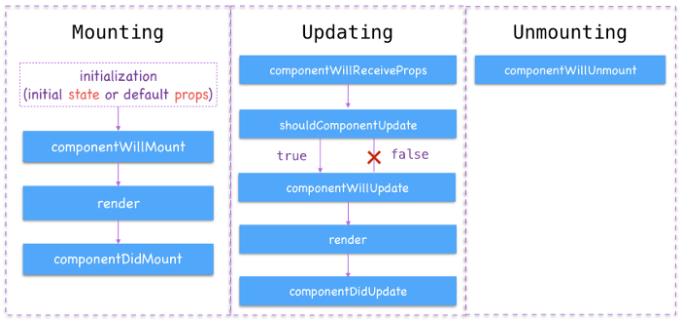 Mounting
initialization
(initial state or default props)
componentWillMount
render
componentDidMount
Updating
componentWillReceiveProps
shouldComponentUpdate
true
false
componentWillUpdate
render
componentDidUpdate
Unmounting
componentWillUnmount